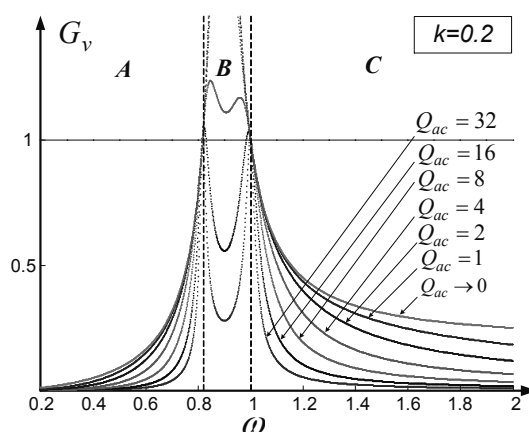 G_v
k=0.2
A
B
C
Q_ac = 32
Q_ac = 16
Q_ac = 8
Q_ac = 4
Q_ac = 2
Q_ac = 1
Q_ac → 0
1
0.5
0.2 0.4 0.6 0.8 1 1.2 1.4 1.6 1.8 2
ω